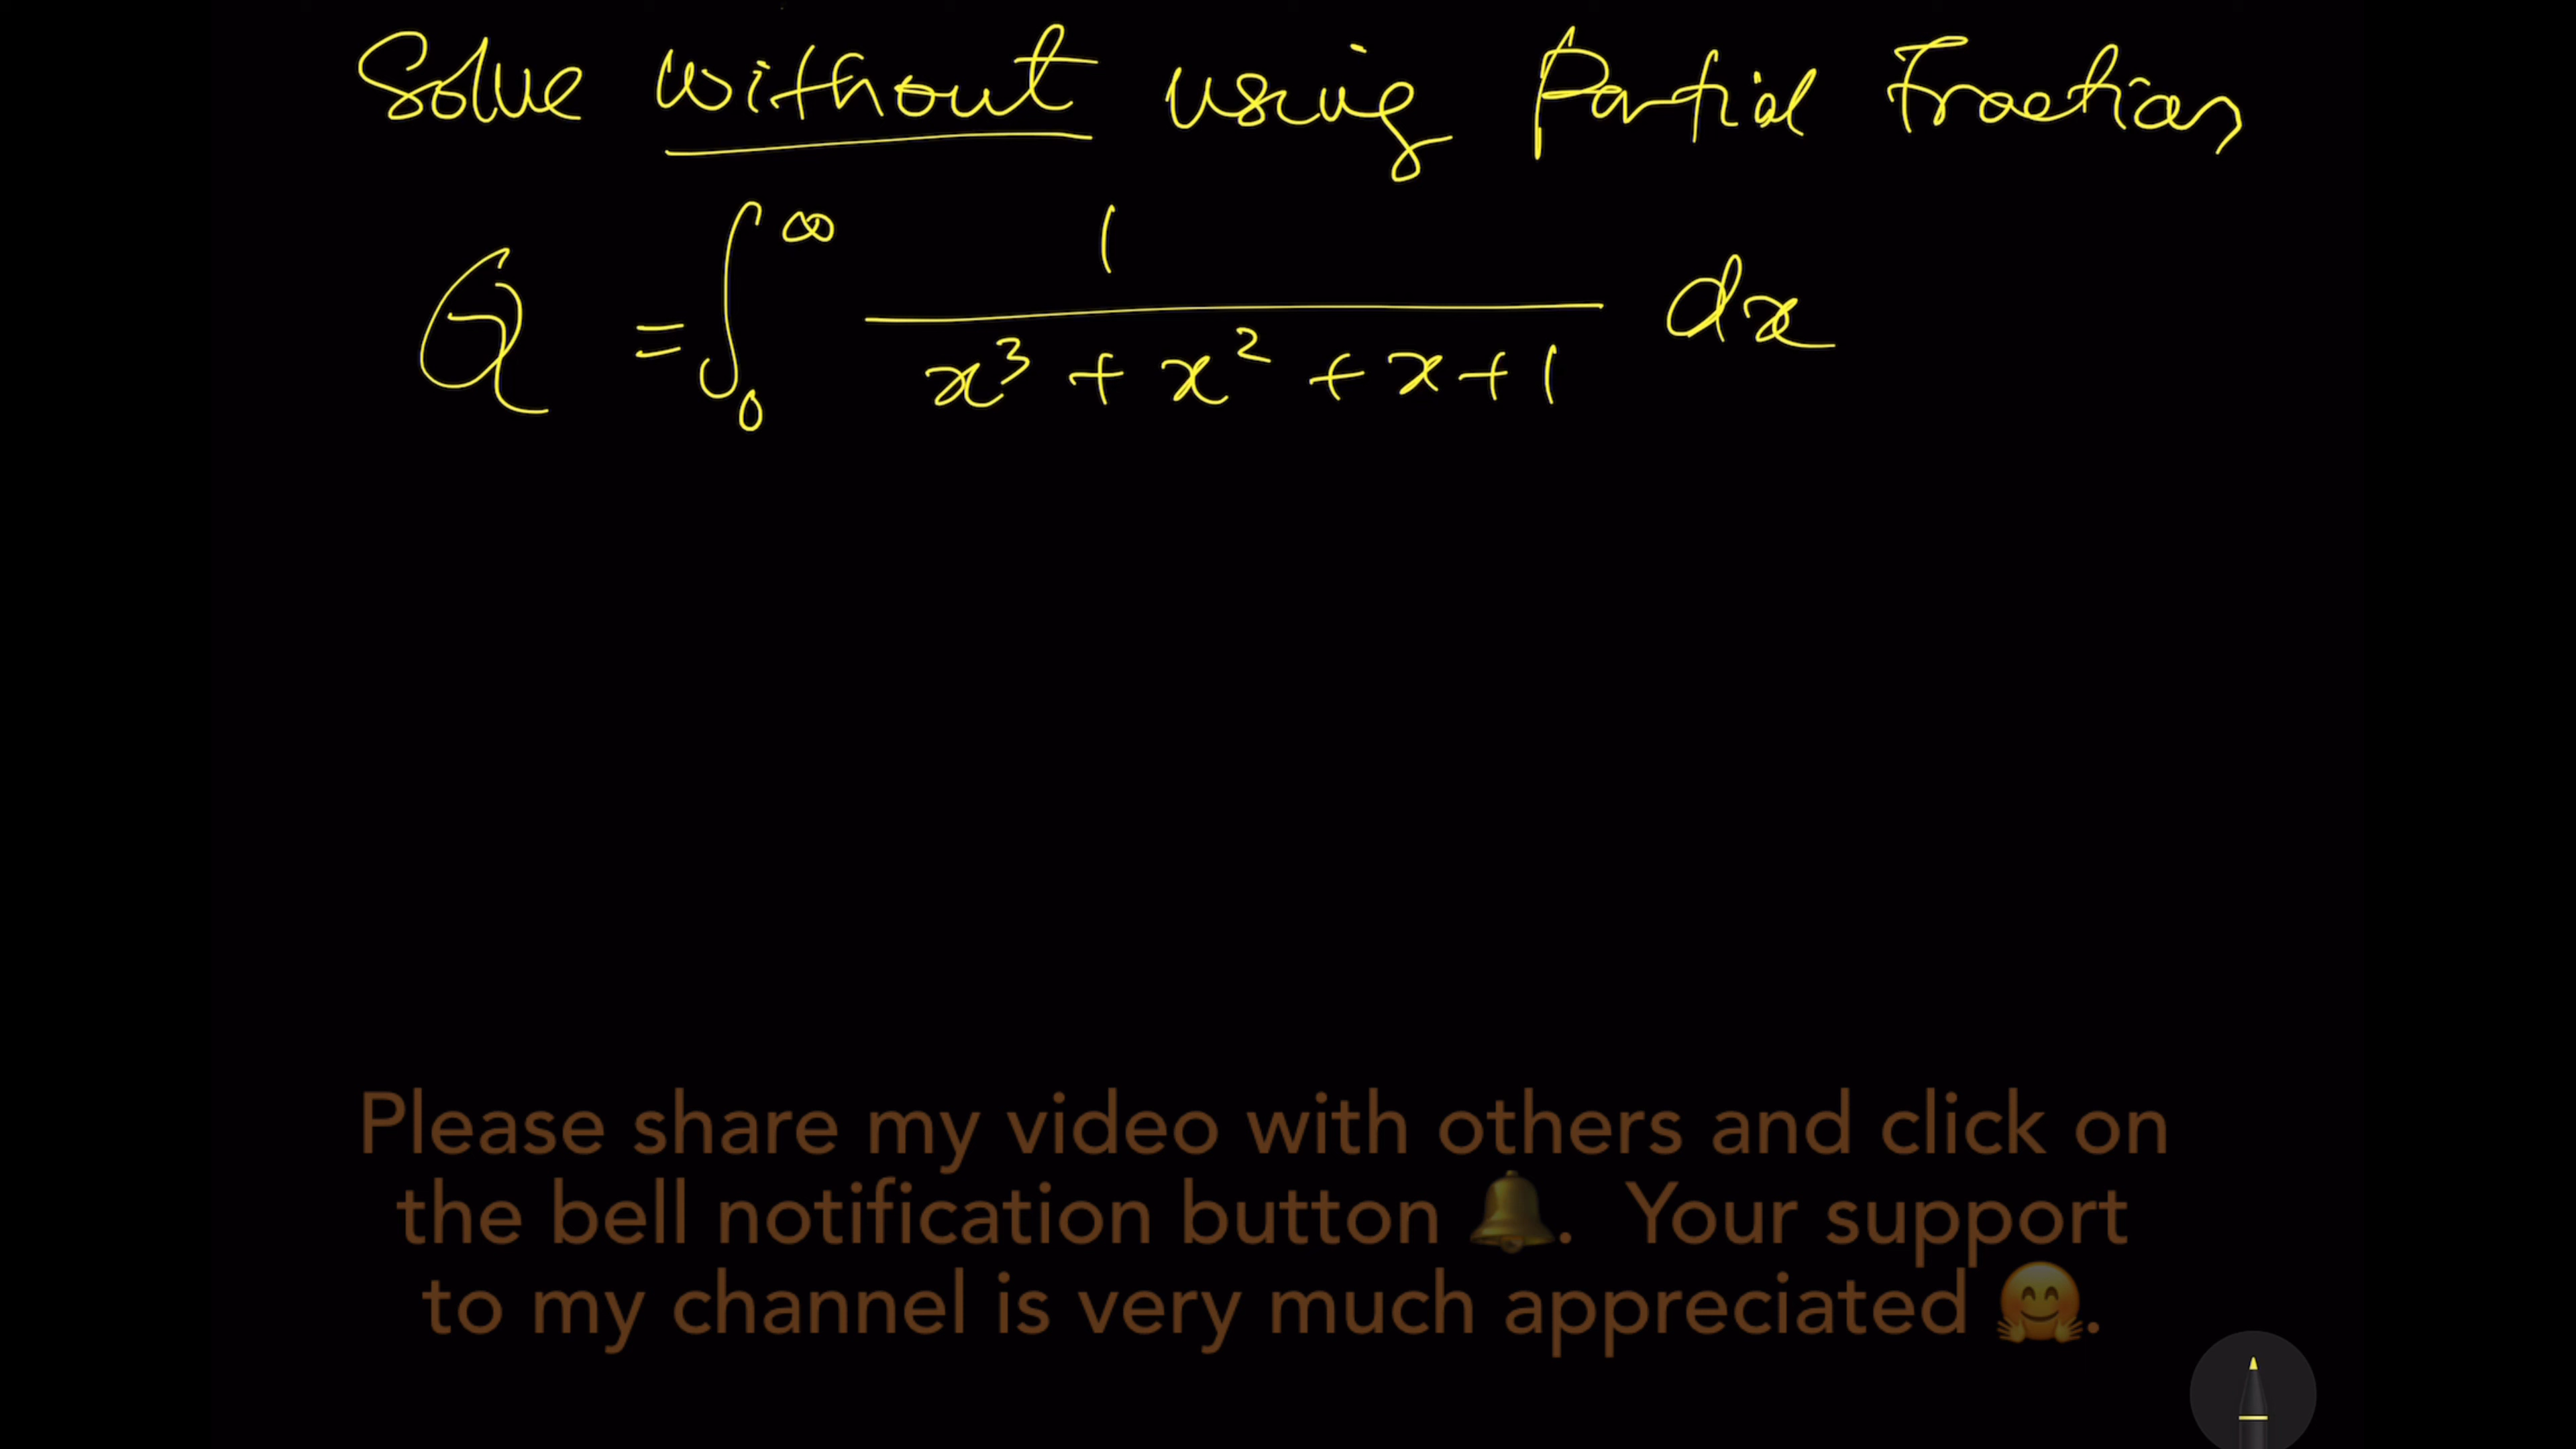 Solve without using Partial Fraction
Q = ∫₀^∞ 1/(x³ + x² + x + 1) dx
Please share my video with others and click on
the bell notification button 🔔. Your support
to my channel is very much appreciated 🤗.